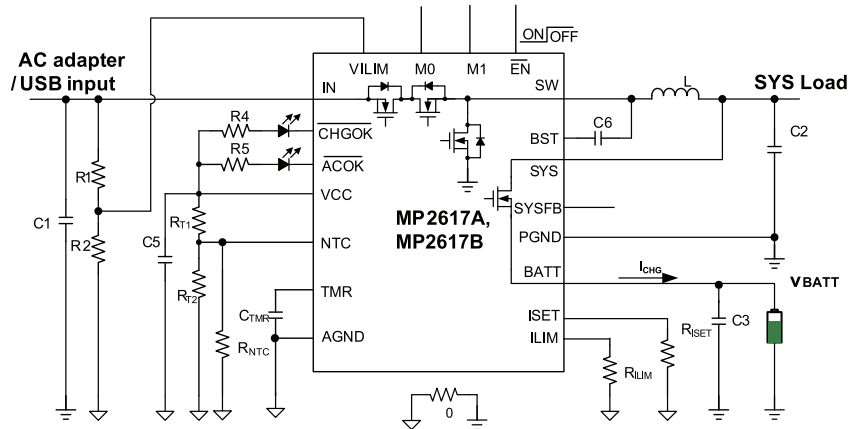 ON OFF
AC adapter
/ USB input
VILIM M0 M1 EN
IN
SW
L
SYS Load
R4
CHGOK
C6
BST
C2
R5
ACOK
SYS
R1
VCC
SYSFB
C1
C5
RT1
MP2617A,
MP2617B
R2
NTC
PGND
RT2
BATT
ICHG
VBATT
TMR
CTMR
ISET
RISET
C3
RNTC
AGND
ILIM
RILIM
0